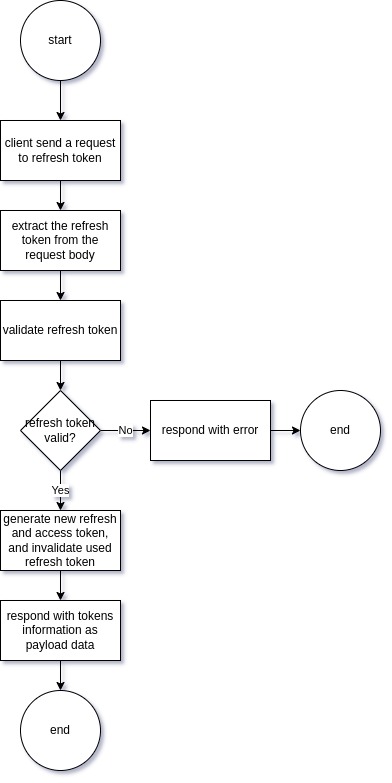 start
client send a request
to refresh token
extract the refresh
token from the
request body
validate refresh token
refresh token
valid?
No
respond with error
end
Yes
generate new refresh
and access token,
and invalidate used
refresh token
respond with tokens
information as
payload data
end